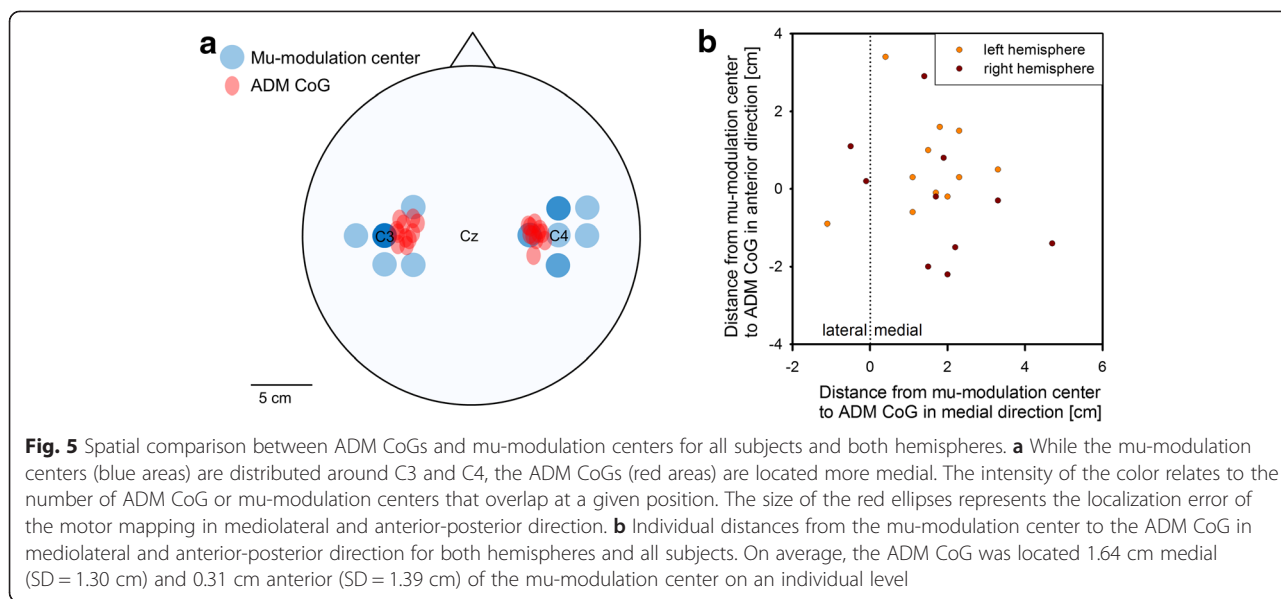 a
Mu-modulation center
ADM CoG
C3
Cz
C4
5 cm
b
left hemisphere
right hemisphere
Distance from mu-modulation center
to ADM CoG in anterior direction [cm]
4
2
0
-2
-4
lateral medial
-2
0
2
4
6
Distance from mu-modulation center
to ADM CoG in medial direction [cm]
Fig. 5 Spatial comparison between ADM CoGs and mu-modulation centers for all subjects and both hemispheres. a While the mu-modulation
centers (blue areas) are distributed around C3 and C4, the ADM CoGs (red areas) are located more medial. The intensity of the color relates to the
number of ADM CoG or mu-modulation centers that overlap at a given position. The size of the red ellipses represents the localization error of
the motor mapping in mediolateral and anterior-posterior direction. b Individual distances from the mu-modulation center to the ADM CoG in
mediolateral and anterior-posterior direction for both hemispheres and all subjects. On average, the ADM CoG was located 1.64 cm medial
(SD = 1.30 cm) and 0.31 cm anterior (SD = 1.39 cm) of the mu-modulation center on an individual level